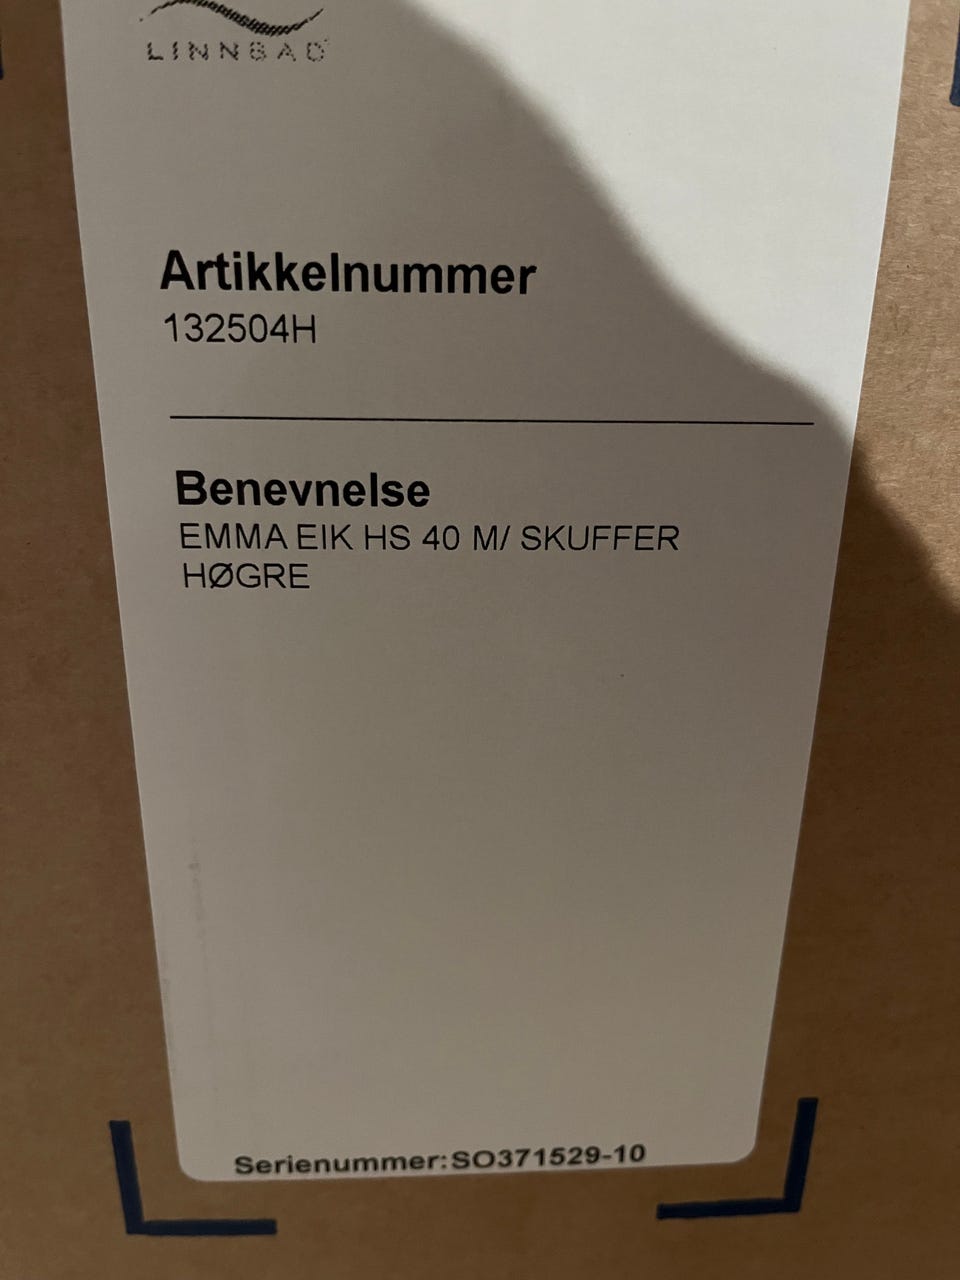 LINNBAD
Artikkelnummer
132504H
Benevnelse
EMMA EIK HS 40 M/ SKUFFER
HØGRE
Serienummer:SO371529-10